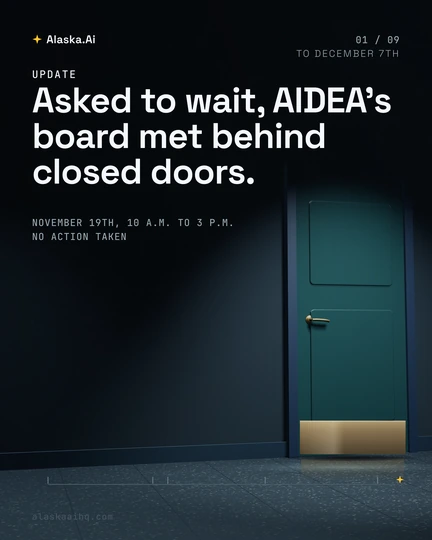 Alaska.Ai
01 / 09
TO DECEMBER 7TH
UPDATE
Asked to wait, AIDEA's
board met behind
closed doors.
NOVEMBER 19TH, 10 A.M. TO 3 P.M.
NO ACTION TAKEN
alaskaaihq.com